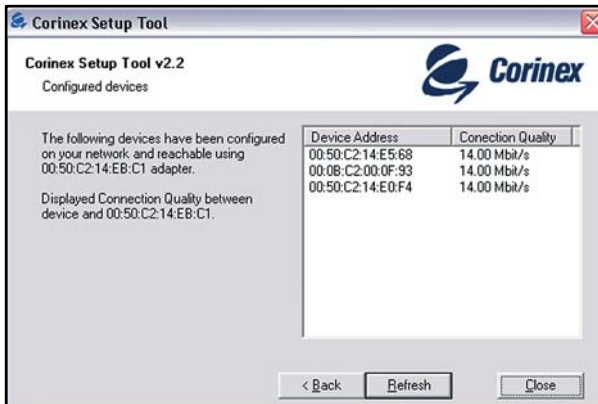 Corinex Setup Tool
Corinex Setup Tool v2.2
Configured devices
Corinex
The following devices have been configured
on your network and reachable using
00:50:C2:14:EB:C1 adapter.
Displayed Connection Quality between
device and 00:50:C2:14:EB:C1.
Device Address Conection Quality
00:50:C2:14:E5:68 14.00 Mbit/s
00:0B:C2:00:0F:93 14.00 Mbit/s
00:50:C2:14:E0:F4 14.00 Mbit/s
< Back Refresh Close